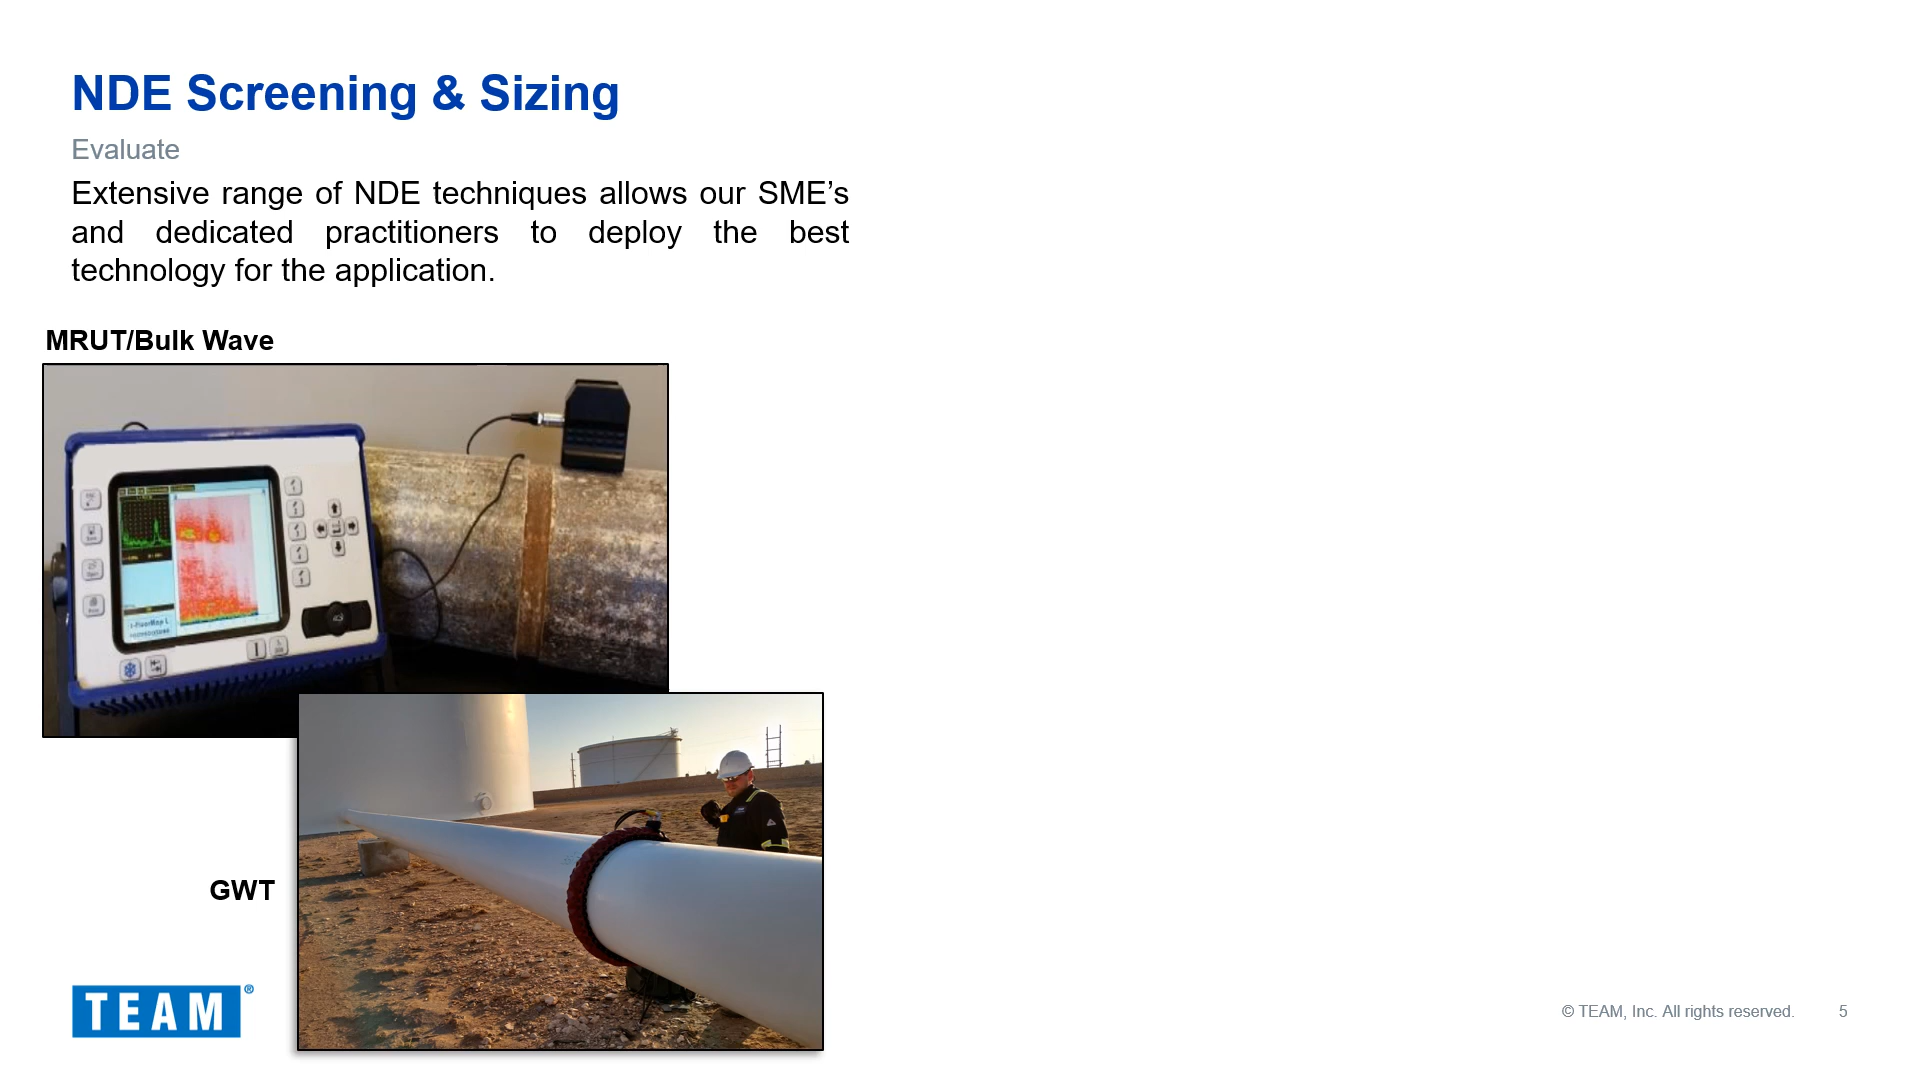 NDE Screening & Sizing
Evaluate
Extensive range of NDE techniques allows our SME’s
and dedicated practitioners to deploy the best
technology for the application.
MRUT/Bulk Wave
GWT
TEAM®
© TEAM, Inc. All rights reserved.
5